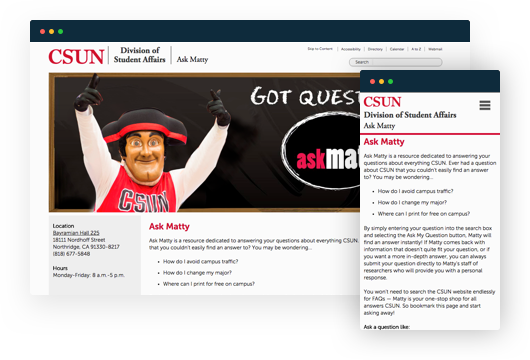 CSUN
Division of
Student Affairs
Ask Matty
Skip to Content
Accessibility
Directory
Calendar
A to Z
Webmail
Search
GOT QUES
askmat
CSUN
Location
Bayramian Hall 225
18111 Nordhoff Street
Northridge, CA 91330-8217
(818) 677-5848
Hours
Monday-Friday: 8 a.m.-5 p.m.
Ask Matty
Ask Matty is a resource dedicated to answering your questions about everything CSUN.
that you couldn't easily find an answer to? You may be wondering...
• How do I avoid campus traffic?
• How do I change my major?
• Where can I print for free on campus?
CSUN
Division of Student Affairs
Ask Matty
Ask Matty
Ask Matty is a resource dedicated to answering your
questions about everything CSUN. Ever had a question
about CSUN that you couldn't easily find an answer
to? You may be wondering...
• How do I avoid campus traffic?
• How do I change my major?
• Where can I print for free on campus?
By simply entering your question into the search box
and selecting the Ask My Question button, Matty will
find an answer instantly! If Matty comes back with
information that doesn't quite fit your question, or if
you want a more in-depth answer, you can always
submit your question directly to Matty's staff of
researchers who will provide you with a personal
response.
You won't need to search the CSUN website endlessly
for FAQs — Matty is your one-stop shop for all
answers CSUN. So bookmark this page and start
asking away!
Ask a question like: